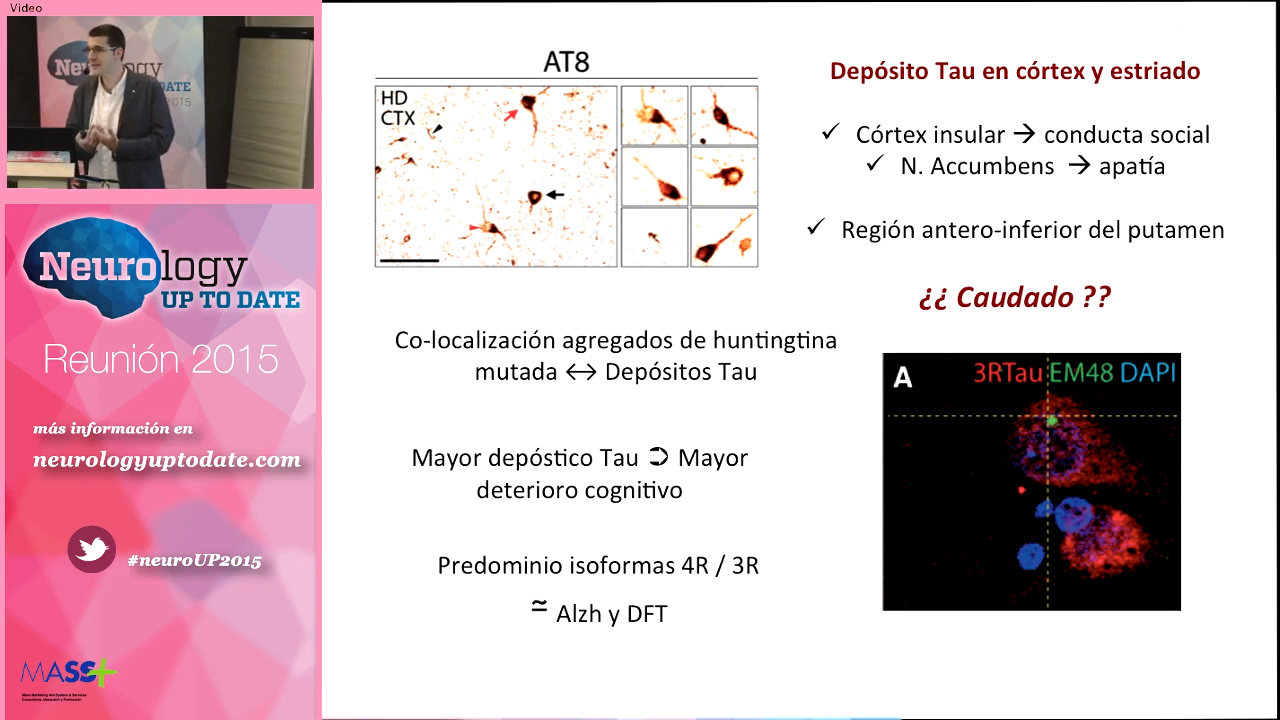 Video
Neurology
UP TO DATE
Reunión 2015
más información en
neurologyuptodate.com
#neuroUP2015
MASS+
AT8
HD
CTX
Co-localización agregados de huntingtina
mutada ↔ Depósitos Tau
Mayor depóstico Tau ➲ Mayor
deterioro cognitivo
Predominio isoformas 4R / 3R
≃ Alzh y DFT
Depósito Tau en córtex y estriado
✓ Córtex insular → conducta social
✓ N. Accumbens → apatía
✓ Región antero-inferior del putamen
¿¿ Caudado ??
A 3RTau EM48 DAPI